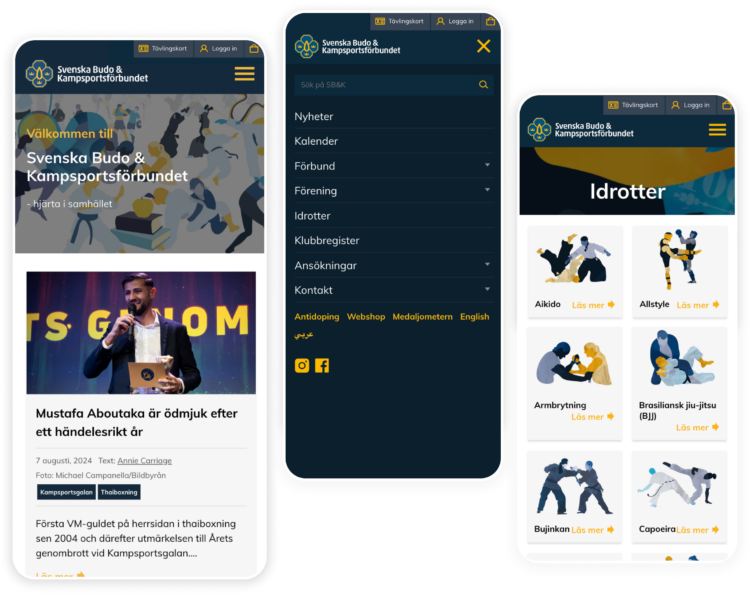 Tävlingskort Logga in
Svenska Budo &
Kampsportsförbundet
Välkommen till
Svenska Budo &
Kampsportsförbundet
- hjärta i samhället
TS GENOM
Mustafa Aboutaka är ödmjuk efter
ett händelserikt år
7 augusti, 2024 Text: Annie Carriage
Foto: Michael Campanella/Bildbyrån
Kampsportsgalan Thaiboxning
Första VM-guldet på herrsidan i thaiboxning
sen 2004 och därefter utmärkelsen till Årets
genombrott vid Kampsportsgalan....
Läs mer
Tävlingskort Logga in
Svenska Budo &
Kampsportsförbundet
Sök på SB&K
Nyheter
Kalender
Förbund
Förening
Idrotter
Klubbregister
Ansökningar
Kontakt
Antidoping Webshop Medaljometern English
عربي
Tävlingskort Logga in
Svenska Budo &
Kampsportsförbundet
Idrotter
Aikido Läs mer
Allstyle Läs mer
Armbrytning
Läs mer
Brasiliansk jiu-jitsu
(BJJ)
Läs mer
Bujinkan Läs mer
Capoeira Läs mer